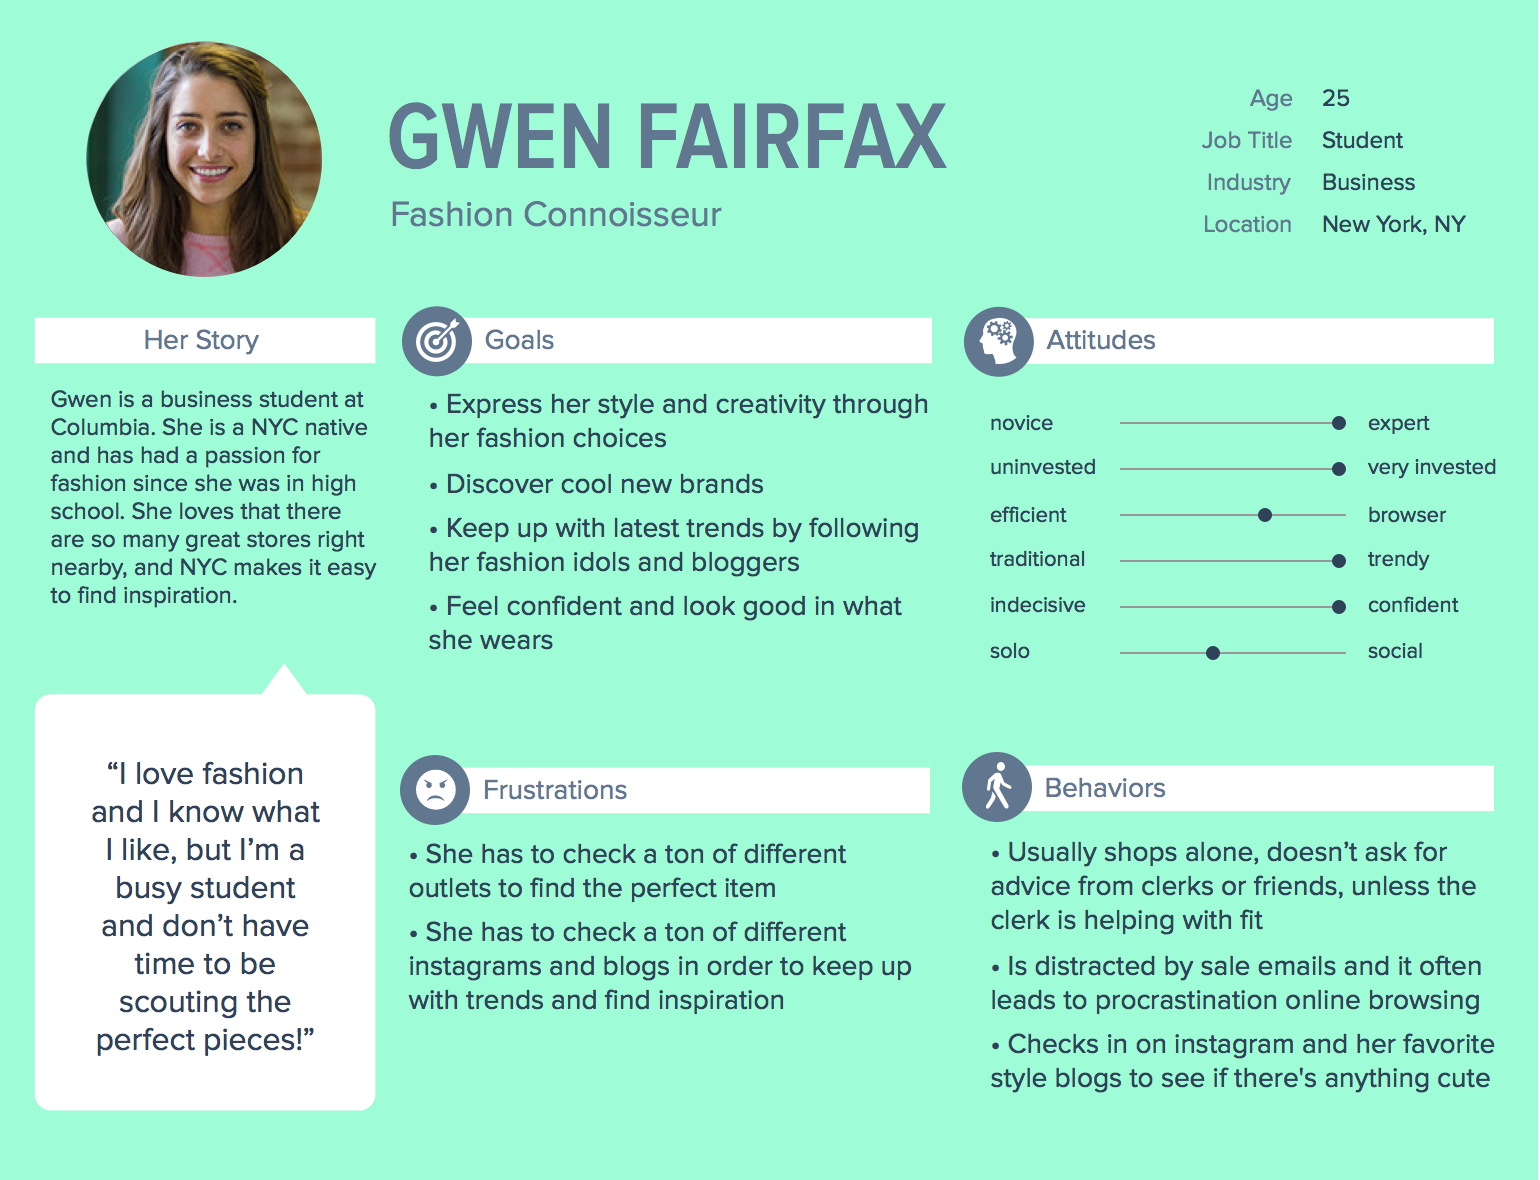 GWEN FAIRFAX
Fashion Connoisseur
Age 25
Job Title Student
Industry Business
Location New York, NY
Her Story
Gwen is a business student at
Columbia. She is a NYC native
and has had a passion for
fashion since she was in high
school. She loves that there
are so many great stores right
nearby, and NYC makes it easy
to find inspiration.
“I love fashion
and I know what
I like, but I’m a
busy student
and don’t have
time to be
scouting the
perfect pieces!”
Goals
• Express her style and creativity through
her fashion choices
• Discover cool new brands
• Keep up with latest trends by following
her fashion idols and bloggers
• Feel confident and look good in what
she wears
Frustrations
• She has to check a ton of different
outlets to find the perfect item
• She has to check a ton of different
instagrams and blogs in order to keep up
with trends and find inspiration
Attitudes
novice expert
uninvested very invested
efficient browser
traditional trendy
indecisive confident
solo social
Behaviors
• Usually shops alone, doesn’t ask for
advice from clerks or friends, unless the
clerk is helping with fit
• Is distracted by sale emails and it often
leads to procrastination online browsing
• Checks in on instagram and her favorite
style blogs to see if there's anything cute